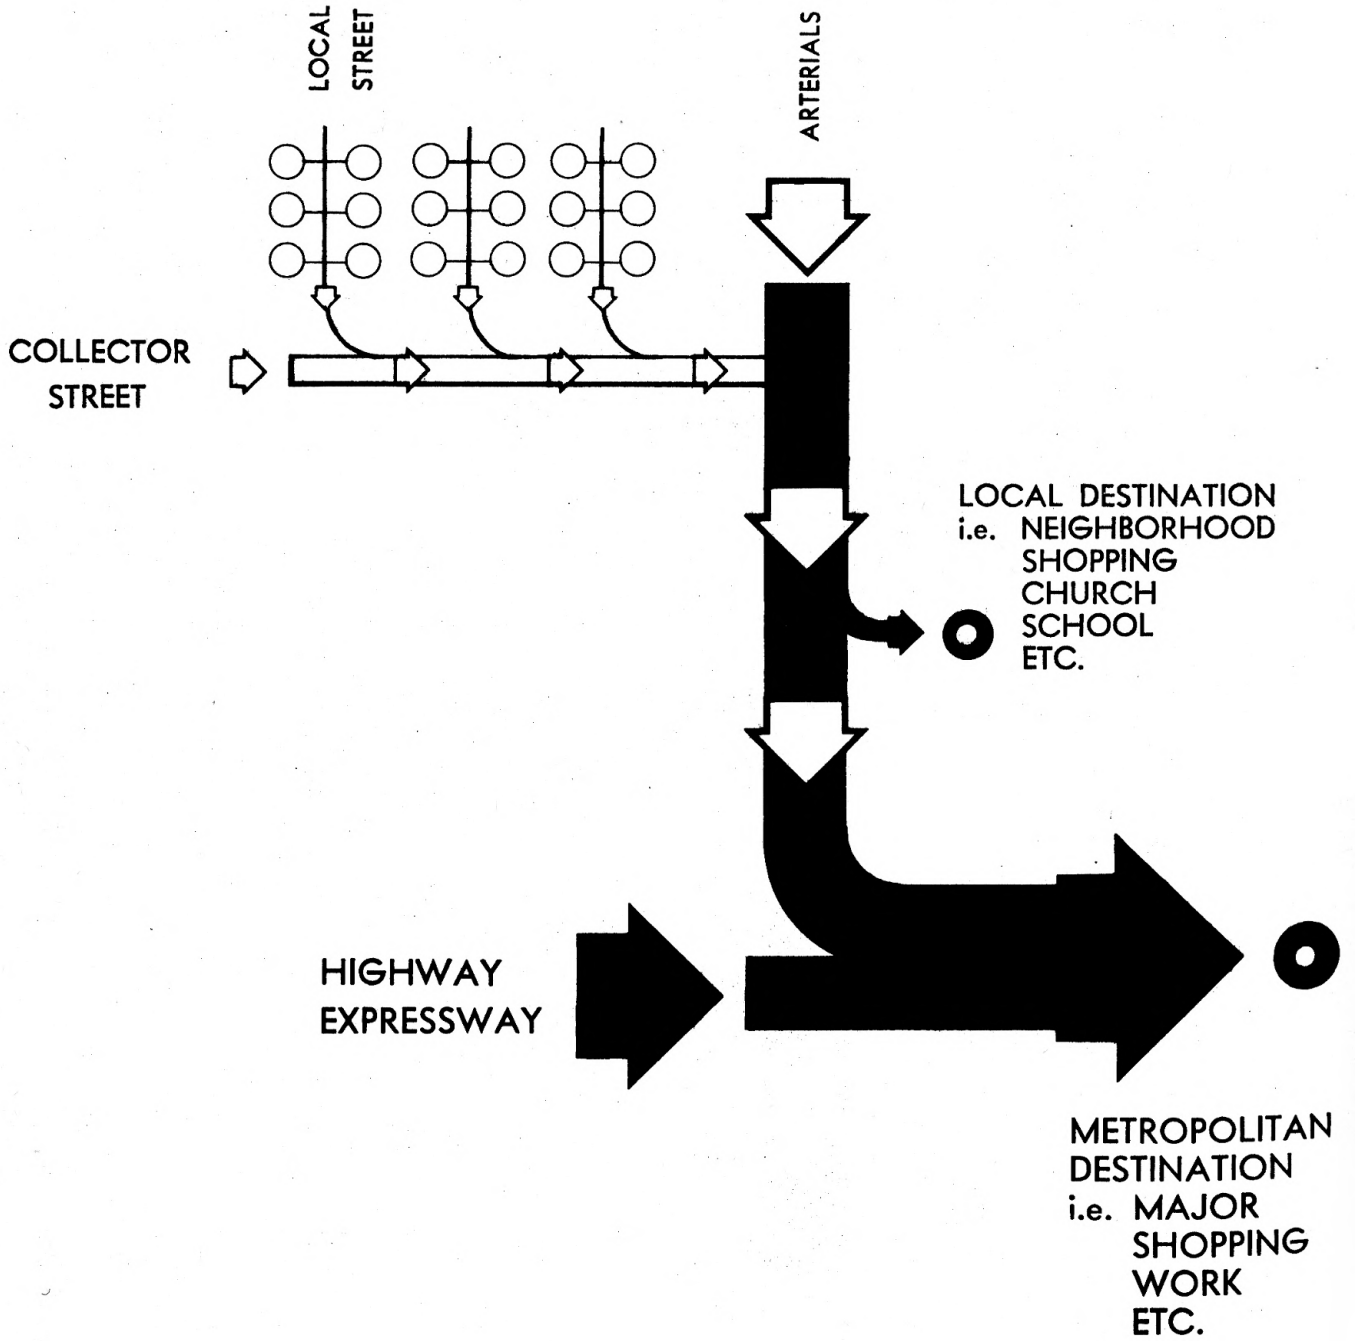 LOCAL
STREET
ARTERIALS
COLLECTOR
STREET
LOCAL DESTINATION
i.e. NEIGHBORHOOD
SHOPPING
CHURCH
SCHOOL
ETC.
HIGHWAY
EXPRESSWAY
METROPOLITAN
DESTINATION
i.e. MAJOR
SHOPPING
WORK
ETC.